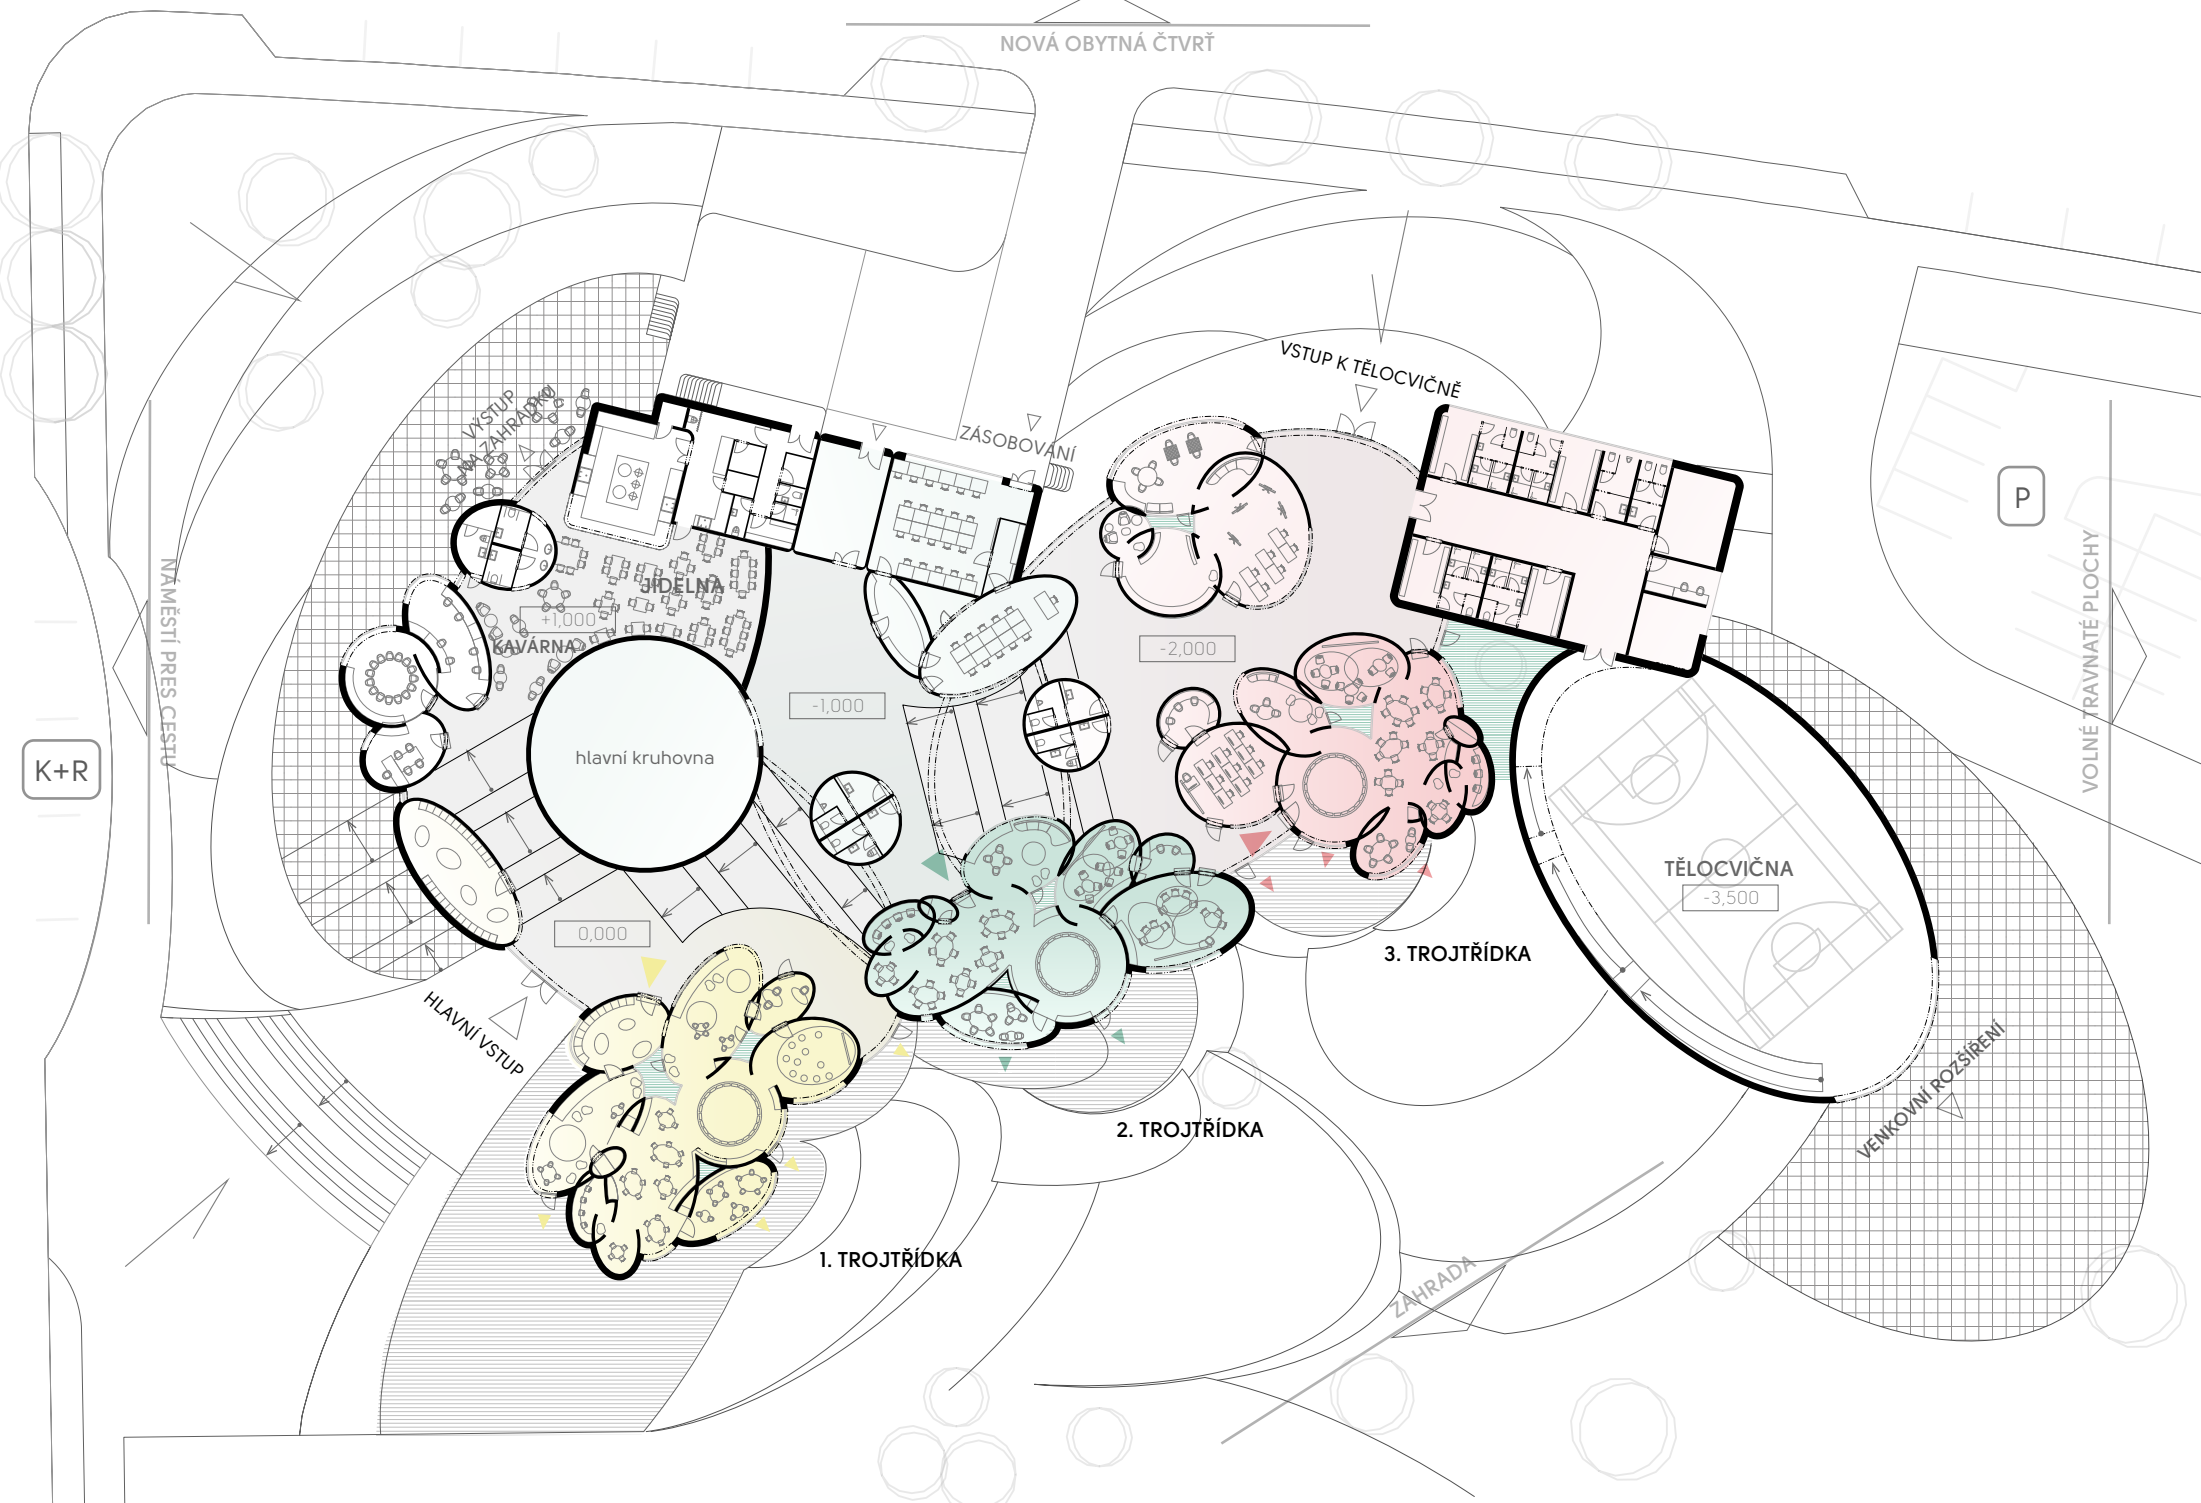 NOVÁ OBYTNÁ ČTVRŤ
VSTUP K TĚLOCVIČNĚ
VÝSTUP
NA ZAHRÁDKU
ZÁSOBOVÁNÍ
P
NÁMĚSTÍ PŘES CESTU
VOLNÉ TRAVNATÉ PLOCHY
JÍDELNA
+1,000
KAVÁRNA
-2,000
-1,000
hlavní kruhovna
K+R
TĚLOCVIČNA
-3,500
0,000
3. TROJTŘÍDKA
HLAVNÍ VSTUP
VENKOVNÍ ROZŠÍŘENÍ
2. TROJTŘÍDKA
1. TROJTŘÍDKA
ZAHRADA